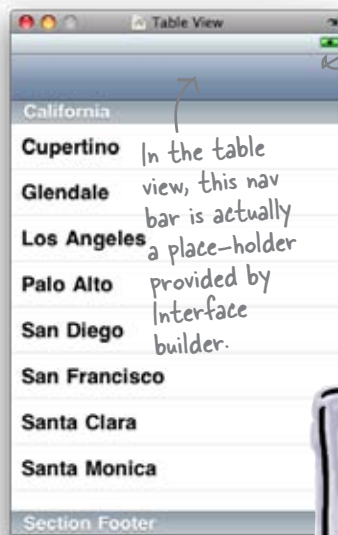 Table View
California
Cupertino
Glendale
Los Angeles
Palo Alto
San Diego
San Francisco
Santa Clara
Santa Monica
Section Footer
In the table
view, this nav
bar is actually
a place-holder
provided by
Interface
builder.